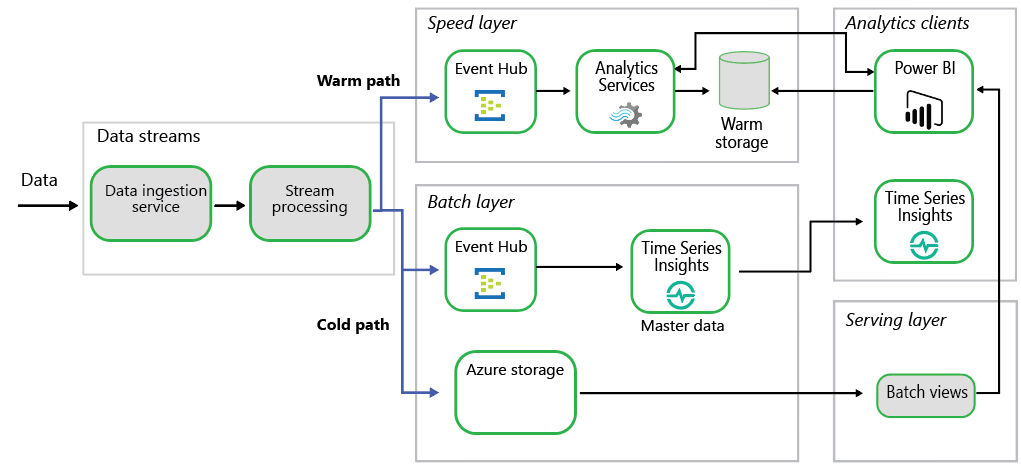 Speed layer
Analytics clients
Event Hub
Analytics
Services
Power BI
Warm path
Warm
storage
Data streams
Data
Data ingestion
service
Stream
processing
Batch layer
Time Series
Insights
Event Hub
Time Series
Insights
Master data
Cold path
Serving layer
Azure storage
Batch views